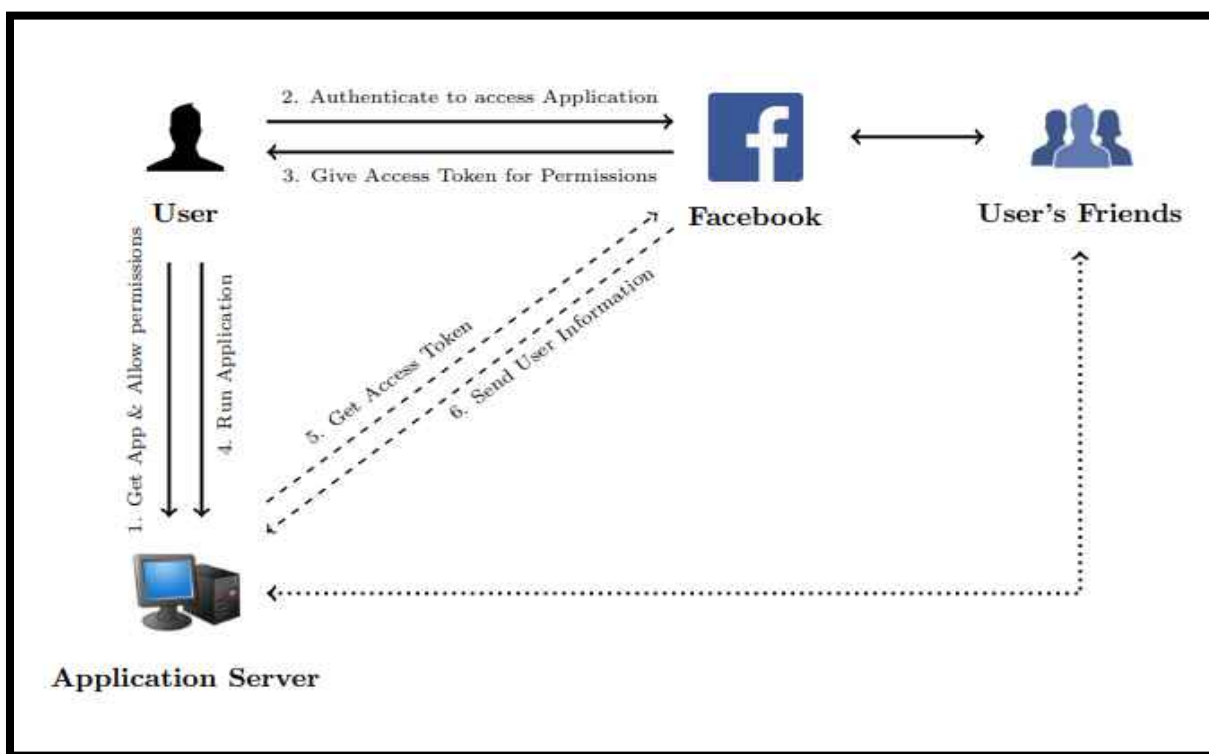 2. Authenticate to access Application
3. Give Access Token for Permissions
User
Facebook
User's Friends
1. Get App & Allow permissions
4. Run Application
5. Get Access Token
6. Send User Information
Application Server